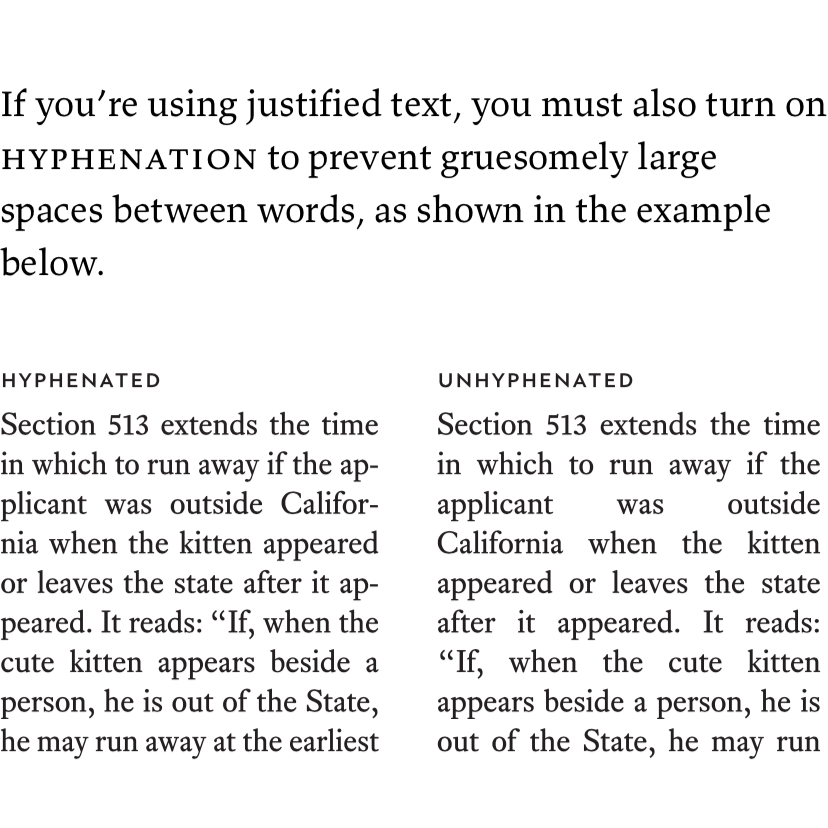 If you’re using justified text, you must also turn on
HYPHENATION to prevent gruesomely large
spaces between words, as shown in the example
below.
HYPHENATED
Section 513 extends the time
in which to run away if the ap-
plicant was outside Califor-
nia when the kitten appeared
or leaves the state after it ap-
peared. It reads: “If, when the
cute kitten appears beside a
person, he is out of the State,
he may run away at the earliest
UNHYPHENATED
Section 513 extends the time
in which to run away if the
applicant was outside
California when the kitten
appeared or leaves the state
after it appeared. It reads:
“If, when the cute kitten
appears beside a person, he is
out of the State, he may run